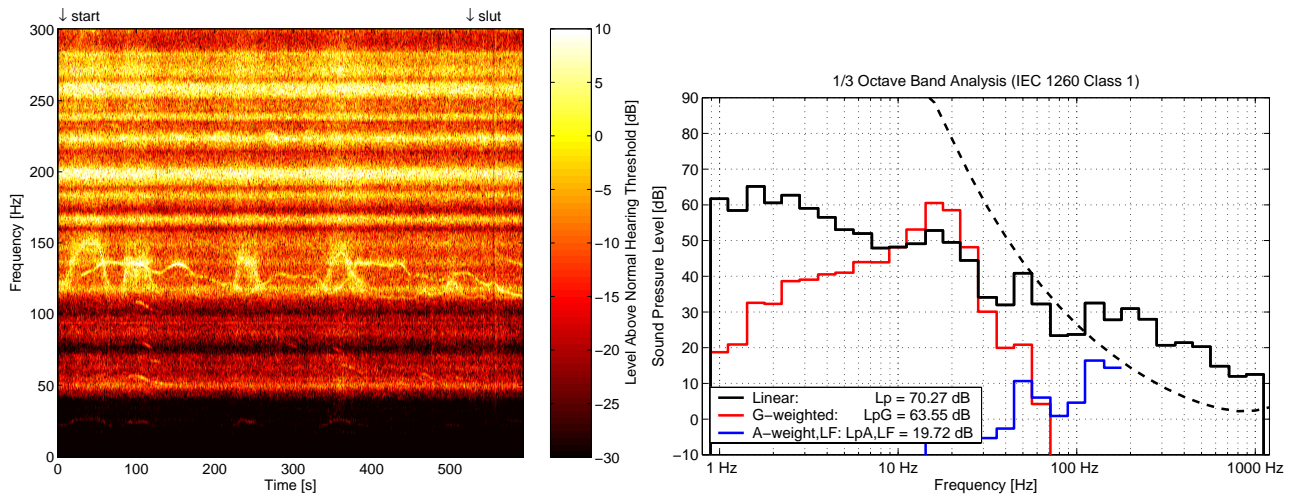 ↓ start
↓ slut
300
250
200
150
100
50
0
Frequency [Hz]
0
100
200
300
400
500
Time [s]
10
5
0
−5
−10
−15
−20
−25
−30
Level Above Normal Hearing Threshold [dB]
1/3 Octave Band Analysis (IEC 1260 Class 1)
90
80
70
60
50
40
30
20
10
0
−10
Sound Pressure Level [dB]
Linear: Lp = 70.27 dB
G−weighted: LpG = 63.55 dB
A−weight,LF: LpA,LF = 19.72 dB
1 Hz
10 Hz
100 Hz
1000 Hz
Frequency [Hz]